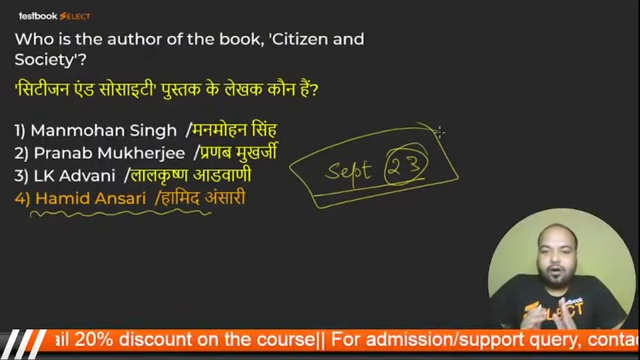 testbook SELECT
Who is the author of the book, 'Citizen and
Society'?
'सिटीजन एंड सोसाइटी' पुस्तक के लेखक कौन हैं?
1) Manmohan Singh /मनमोहन सिंह
2) Pranab Mukherjee /प्रणब मुखर्जी
3) LK Advani /लालकृष्ण आडवाणी
4) Hamid Ansari /हामिद अंसारी
Sept 23
SELECT
ail 20% discount on the course|| For admission/support query, conta